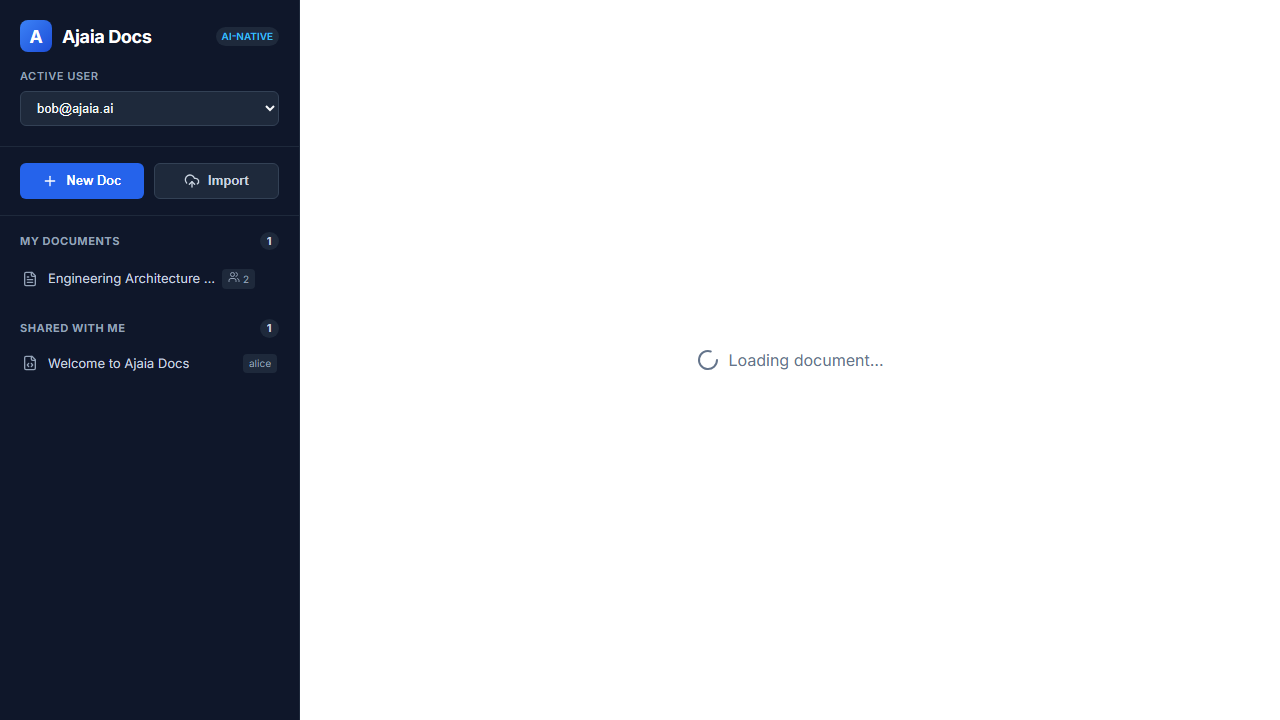 A Ajaia Docs AI-NATIVE
ACTIVE USER
bob@ajaia.ai
New Doc Import
MY DOCUMENTS 1
Engineering Architecture ... 2
SHARED WITH ME 1
Welcome to Ajaia Docs alice
Loading document...